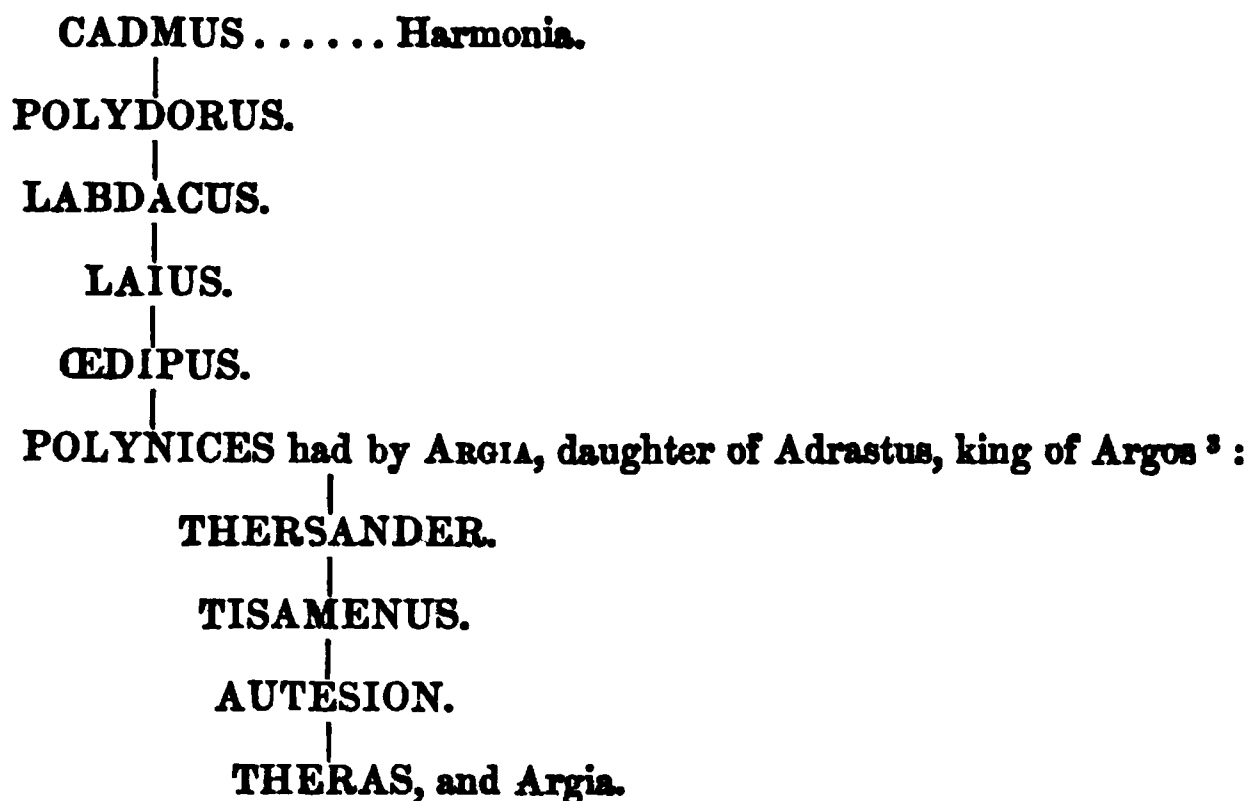 CADMUS ...... Harmonia.
POLYDORUS.
LABDACUS.
LAIUS.
ŒDIPUS.
POLYNICES had by ARGIA, daughter of Adrastus, king of Argos ³ :
THERSANDER.
TISAMENUS.
AUTESION.
THERAS, and Argia.